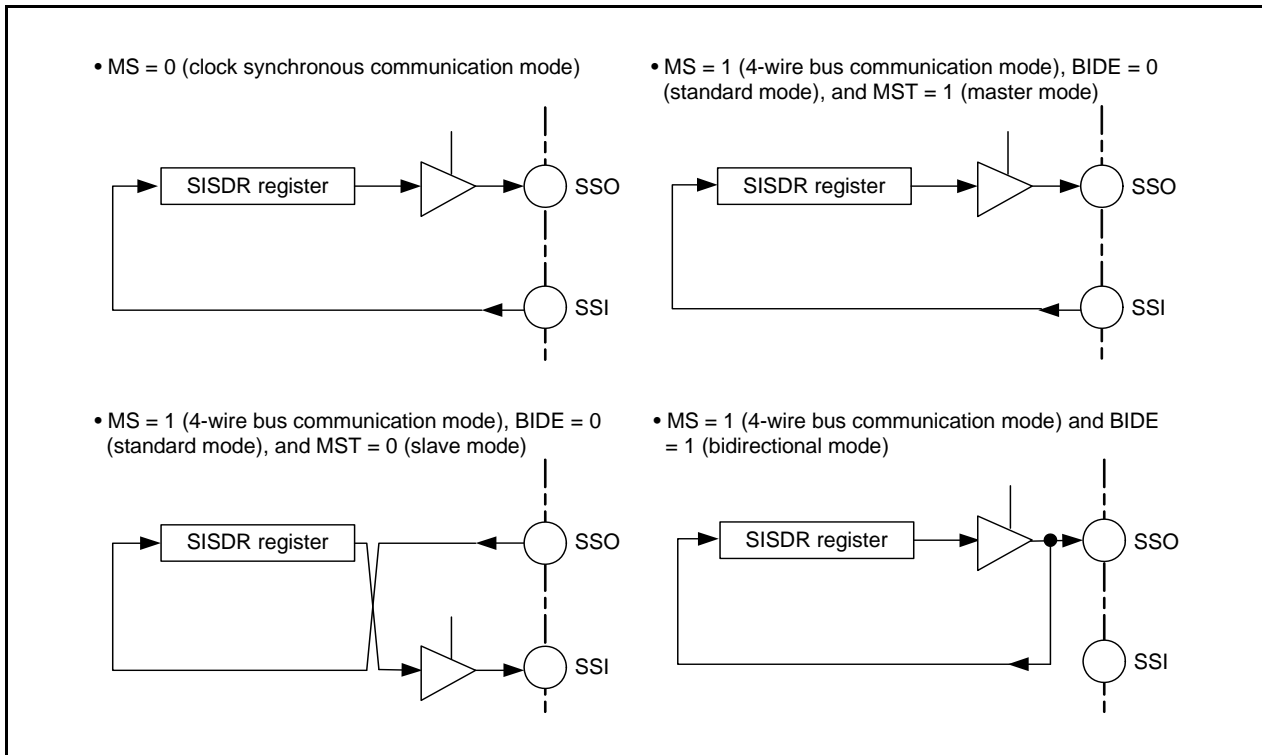 • MS = 0 (clock synchronous communication mode)
SISDR register
SSO
SSI
• MS = 1 (4-wire bus communication mode), BIDE = 0
(standard mode), and MST = 1 (master mode)
SISDR register
SSO
SSI
• MS = 1 (4-wire bus communication mode), BIDE = 0
(standard mode), and MST = 0 (slave mode)
SISDR register
SSO
SSI
• MS = 1 (4-wire bus communication mode) and BIDE
= 1 (bidirectional mode)
SISDR register
SSO
SSI